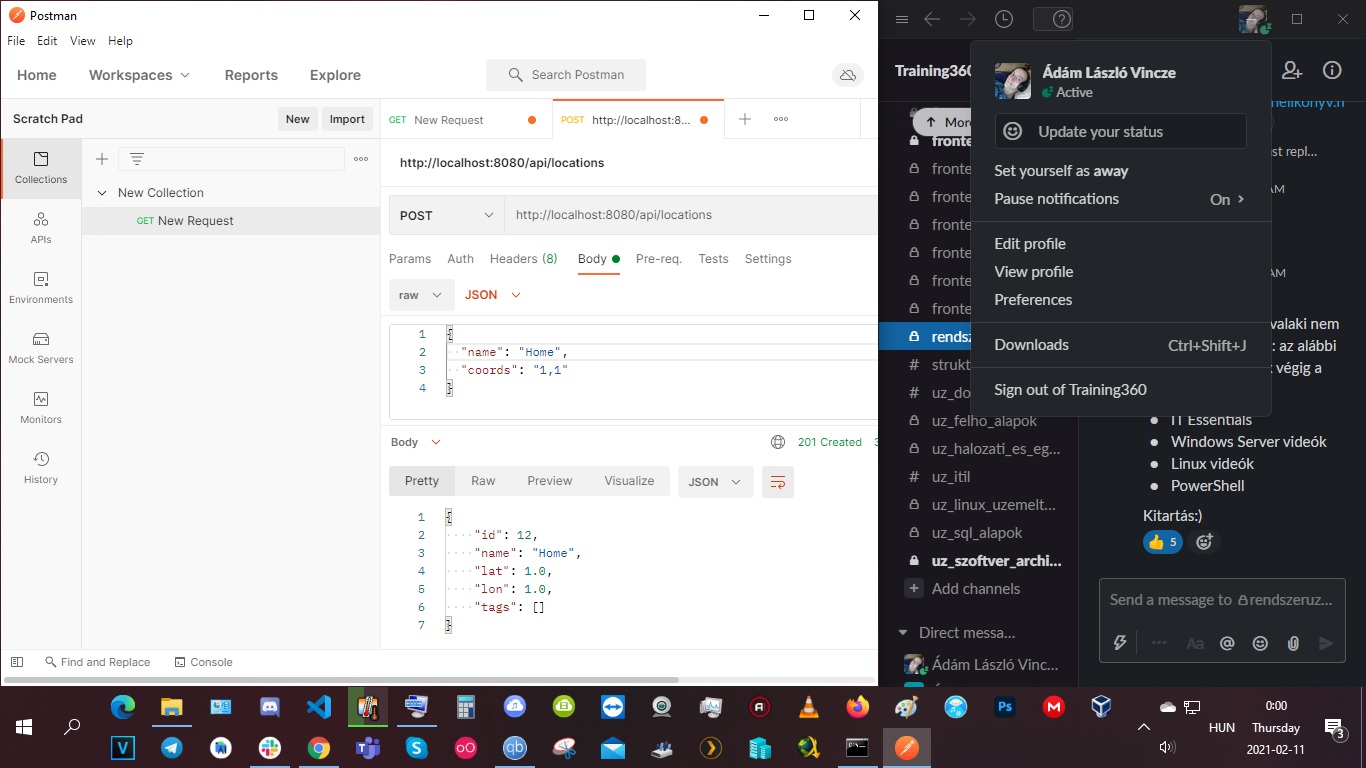 Postman
File Edit View Help
Home Workspaces Reports Explore Search Postman
Scratch Pad New Import
Collections
APIs
Environments
Mock Servers
Monitors
History
New Collection
GET New Request
GET New Request POST http://localhost:8...
http://localhost:8080/api/locations
POST http://localhost:8080/api/locations
Params Auth Headers (8) Body Pre-req. Tests Settings
raw JSON
1 {
2 "name": "Home",
3 "coords": "1,1"
4 }
Body 201 Created
Pretty Raw Preview Visualize JSON
1 {
2 "id": 12,
3 "name": "Home",
4 "lat": 1.0,
5 "lon": 1.0,
6 "tags": []
7 }
Find and Replace Console
Training360
More
fronte
fronte
fronte
fronte
fronte
fronte
fronte
rendsz
# strukt
# uz_do
uz_felho_alapok
uz_halozati_es_eg...
# uz_itil
uz_linux_uzemelt...
uz_sql_alapok
uz_szoftver_archi...
+ Add channels
Direct messa...
Ádám László Vinc...
Ádám László Vincze
Active
Update your status
Set yourself as away
Pause notifications On >
Edit profile
View profile
Preferences
Downloads Ctrl+Shift+J
Sign out of Training360
st repl...
AM
AM
valaki nem
: az alábbi
végig a
• IT Essentials
• Windows Server videók
• Linux videók
• PowerShell
Kitartás:)
👍 5
Send a message to rendszeruz...
Aa @
HUN
0:00
Thursday
2021-02-11
3
V
Ps
qb